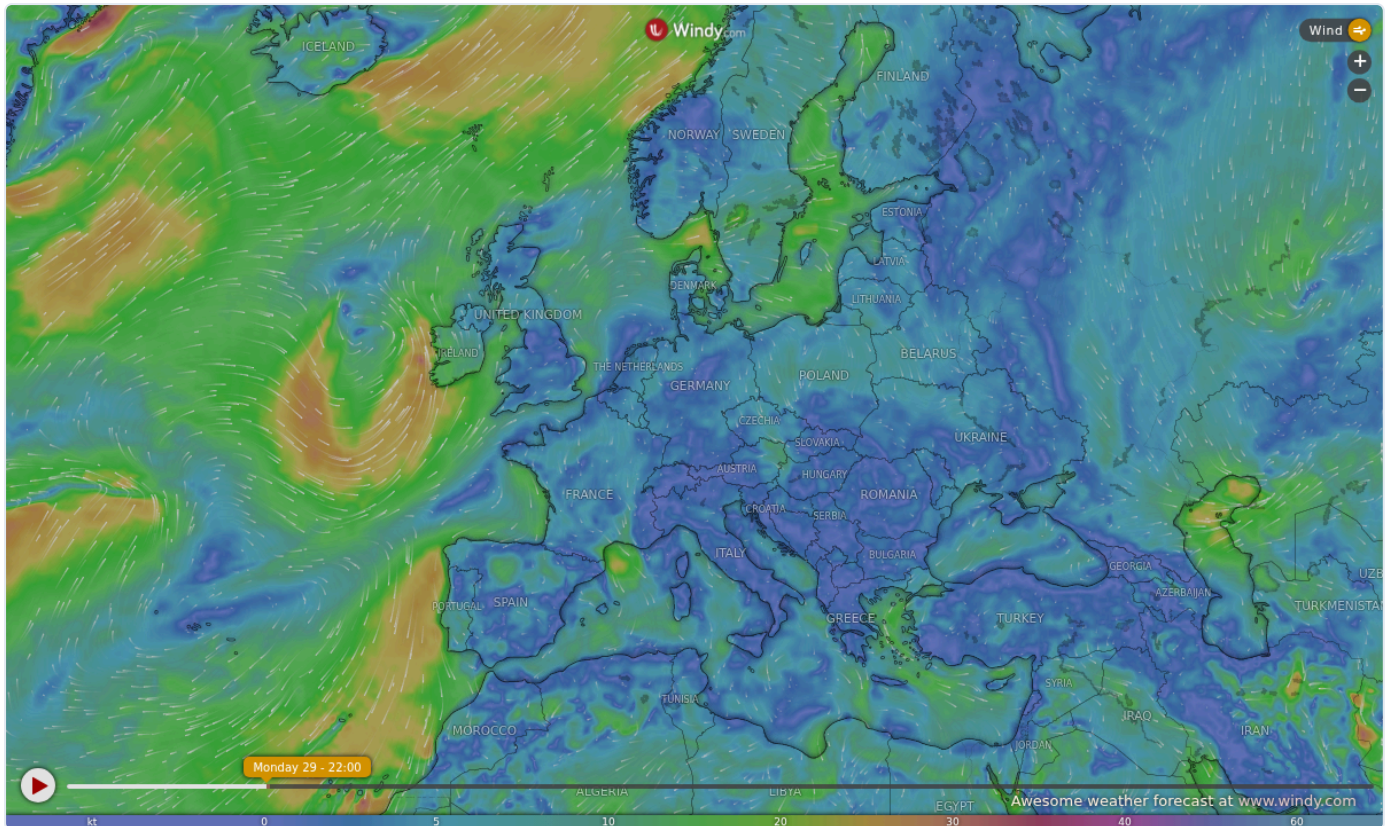 ICELAND
Windy.com
Wind
+
−
FINLAND
NORWAY
SWEDEN
ESTONIA
LATVIA
DENMARK
LITHUANIA
UNITED KINGDOM
IRELAND
BELARUS
THE NETHERLANDS
POLAND
GERMANY
CZECHIA
UKRAINE
SLOVAKIA
AUSTRIA
HUNGARY
FRANCE
ROMANIA
CROATIA
SERBIA
ITALY
BULGARIA
GEORGIA
UZB
AZERBAIJAN
PORTUGAL
SPAIN
TURKMENISTAN
GREECE
TURKEY
SYRIA
TUNISIA
IRAQ
MOROCCO
IRAN
JORDAN
Monday 29 - 22:00
ALGERIA
LIBYA
EGYPT
Awesome weather forecast at www.windy.com
kt 0 5 10 20 30 40 60